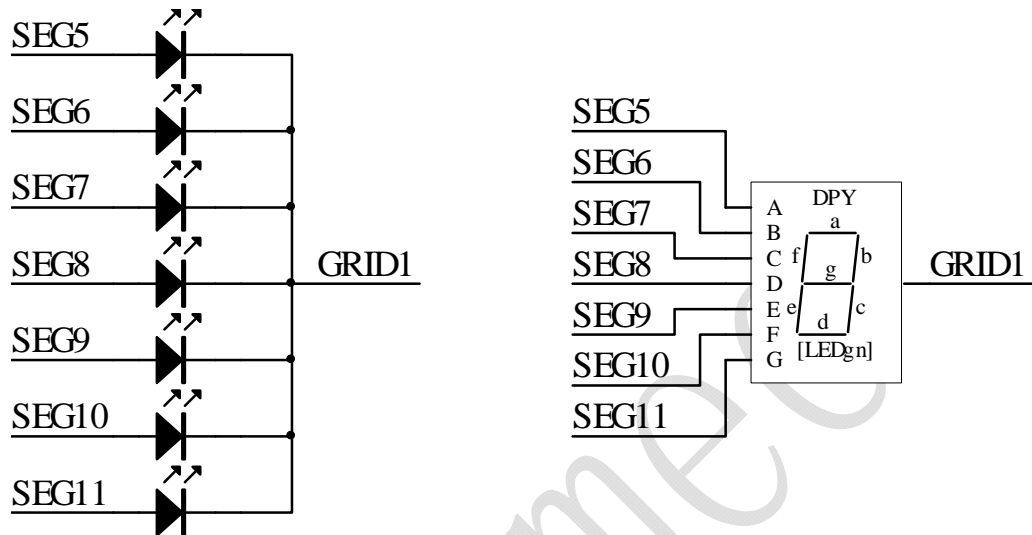 SEG5
SEG6
SEG7
SEG8
SEG9
SEG10
SEG11
GRID1
SEG5
SEG6
SEG7
SEG8
SEG9
SEG10
SEG11
A
B
C
D
E
F
G
DPY
a
f
b
g
e
c
d
[LEDgn]
GRID1